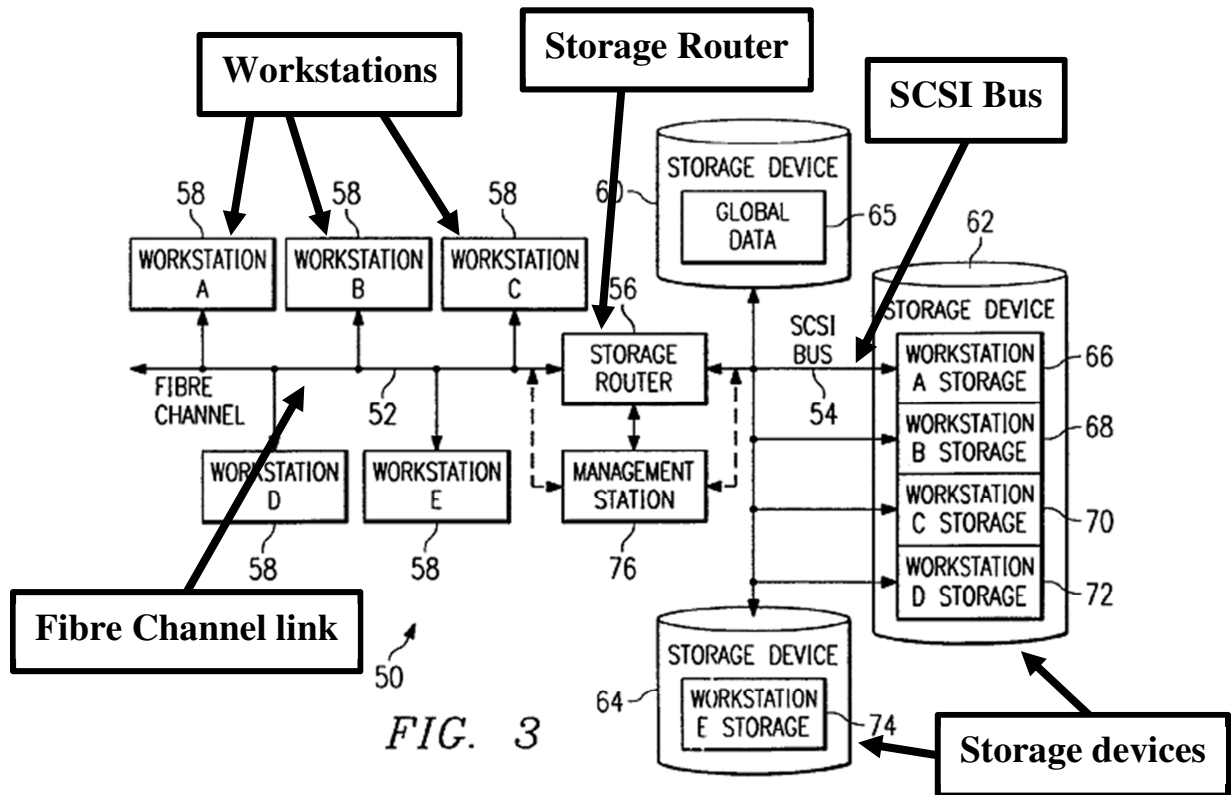 Storage Router
Workstations
SCSI Bus
STORAGE DEVICE
60
GLOBAL
DATA
65
58
58
58
62
WORKSTATION
A
WORKSTATION
B
WORKSTATION
C
56
STORAGE DEVICE
SCSI
BUS
STORAGE
ROUTER
WORKSTATION
A STORAGE
66
FIBRE
CHANNEL
52
54
WORKSTATION
B STORAGE
68
WORKSTATION
D
WORKSTATION
E
MANAGEMENT
STATION
WORKSTATION
C STORAGE
70
58
58
76
WORKSTATION
D STORAGE
72
Fibre Channel link
50
STORAGE DEVICE
64
WORKSTATION
E STORAGE
74
FIG. 3
Storage devices